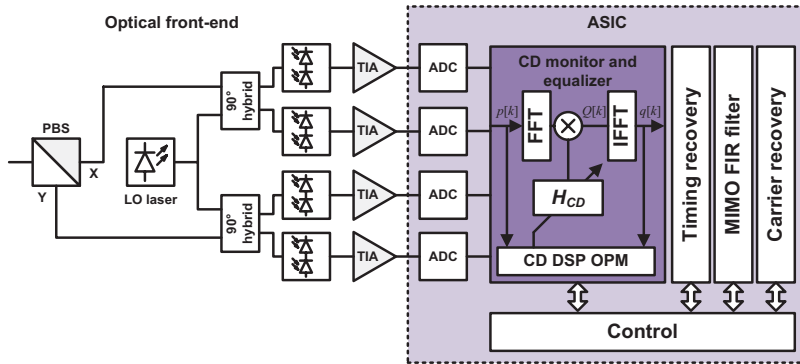 Optical front-end
ASIC
PBS
X
Y
LO laser
90°
hybrid
90°
hybrid
TIA
TIA
TIA
TIA
ADC
ADC
ADC
ADC
CD monitor and
equalizer
p[k]
FFT
Q[k]
IFFT
q[k]
H_CD
CD DSP OPM
Timing recovery
MIMO FIR filter
Carrier recovery
Control